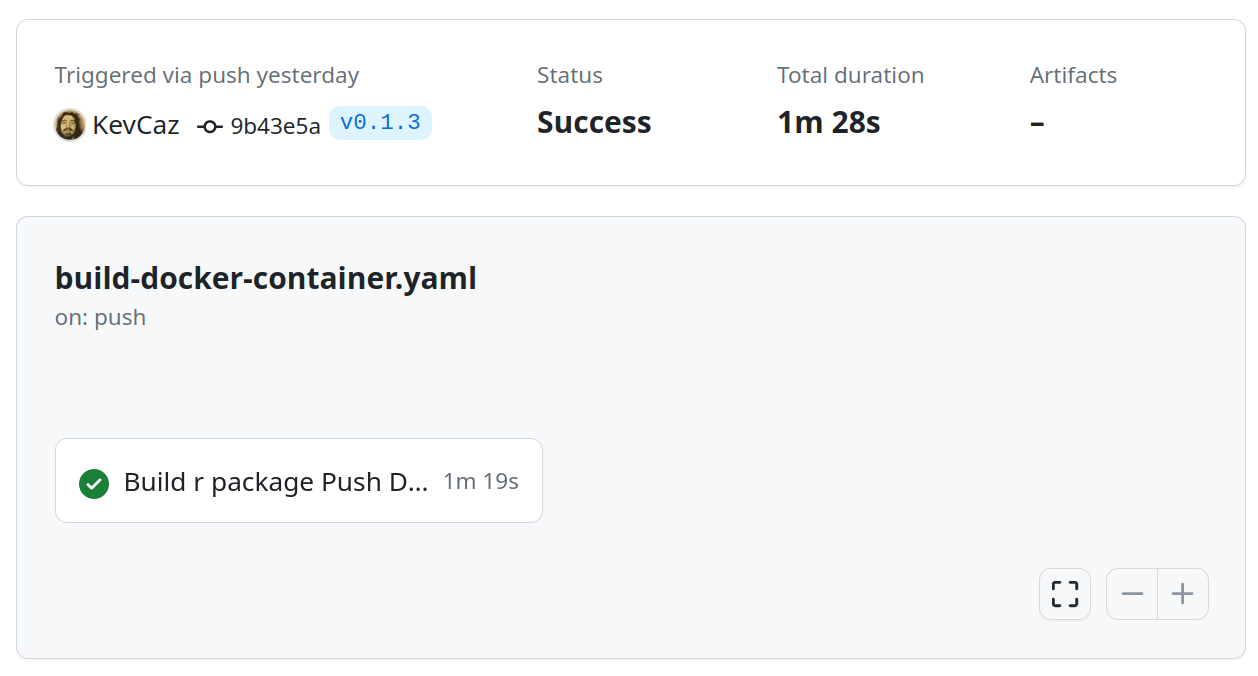 Triggered via push yesterday
KevCaz 9b43e5a v0.1.3
Status
Success
Total duration
1m 28s
Artifacts
–
build-docker-container.yaml
on: push
Build r package Push D... 1m 19s